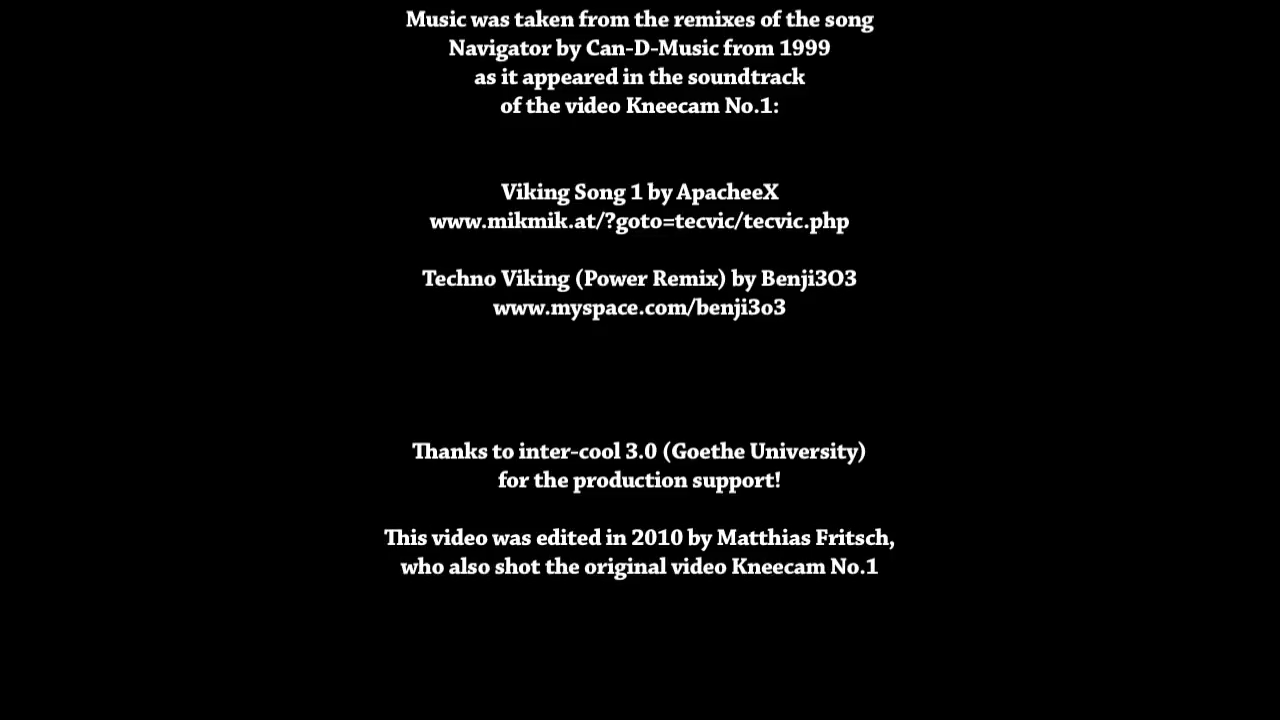 Music was taken from the remixes of the song
Navigator by Can-D-Music from 1999
as it appeared in the soundtrack
of the video Kneecam No.1:
Viking Song 1 by ApacheeX
www.mikmik.at/?goto=tecvic/tecvic.php
Techno Viking (Power Remix) by Benji3O3
www.myspace.com/benji3o3
Thanks to inter-cool 3.0 (Goethe University)
for the production support!
This video was edited in 2010 by Matthias Fritsch,
who also shot the original video Kneecam No.1